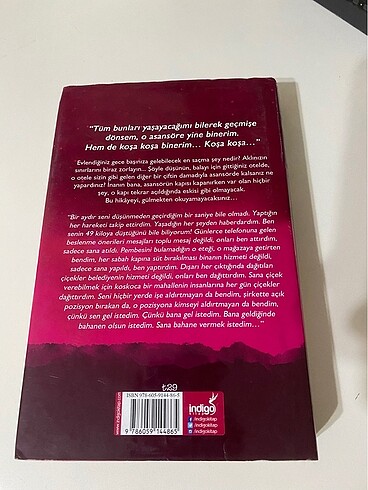 "Tüm bunları yaşayacağımı bilerek geçmişe
dönsem, o asansöre yine binerim.
Hem de koşa koşa binerim... Koşa koşa..."
"Evlendiğiniz gece başınıza gelebilecek en saçma şey nedir? Aklınızın
sınırlarını biraz zorlayın... Şöyle düşünün, balayı için gittiğiniz otelde,
o otele sizin gibi gelen diğer bir çiftin damadıyla asansörde kalsanız ne
yapardınız? İnanın bana, asansörün kapısı kapanırken var olan hiçbir
şey, o kapı tekrar açıldığında eskisi gibi olmayacak.
Bu hikâyeyi, gülmekten okuyamayacaksınız...
"Bir aydır seni düşünmeden geçirdiğim bir saniye bile olmadı. Yaptığın
her hareketi takip ettirdim. Yaşadığın her şeyden haberdardım. Ben
senin 49 kiloya düştüğünü bile biliyorum! Günlerce telefonuna gelen
beslenme önerileri mesajları toplu mesaj değildi, onları ben attırdım,
sadece sana atıldı. Pembesini bulamadığın o eteği, o mağazaya getirten
bendim, her sabah kapına süt bırakılması binanın hizmeti değildi,
sadece sana yapıldı, ben yaptırdım. Dışarı her çıktığında dağıtılan
çiçekler belediyenin hizmeti değildi, onları ben dağıttırdım. Sana çiçek
verebilmek için koskoca bir mahallenin insanlarına her gün çiçekler
dağıttırdım. Seni hiçbir yerde işe aldırtmayan da bendim, şirkette açık
pozisyon bırakan da, o pozisyona kimseyi aldırtmayan da bendim,
çünkü sen gel istedim. Çünkü bana gel istedim. Bana geldiğinde
bahanen olsun istedim... Sana bahane vermek istedim..."
₺29
ISBN 978-605-9144-86-5
9 786059 144865
indigokitap.com
indigo
KİTAP
/indigokitap
/indigokitap
/indigokitap